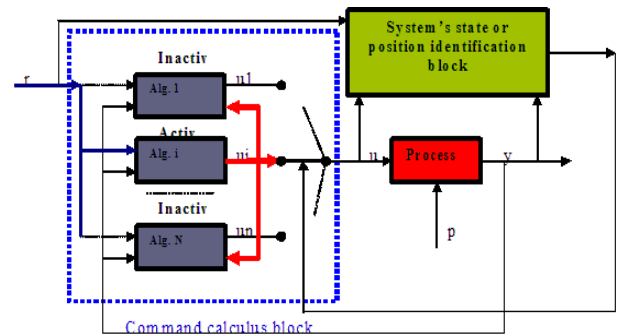 System's state or
position identification
block
Inactiv
r
Alg. 1
u1
Activ
Alg. i
ui
u
Process
y
Inactiv
Alg. N
un
p
Command calculus block